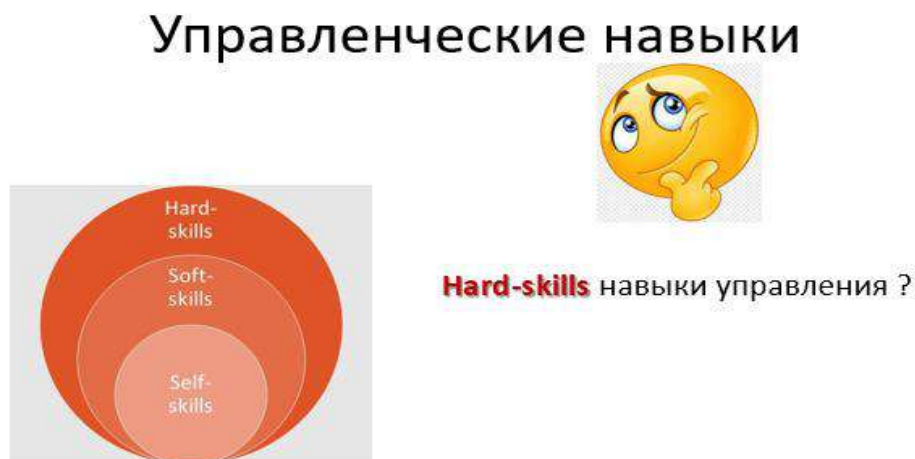 Управленческие навыки
Hard-
skills
Soft-
skills
Self-
skills
Hard-skills навыки управления ?